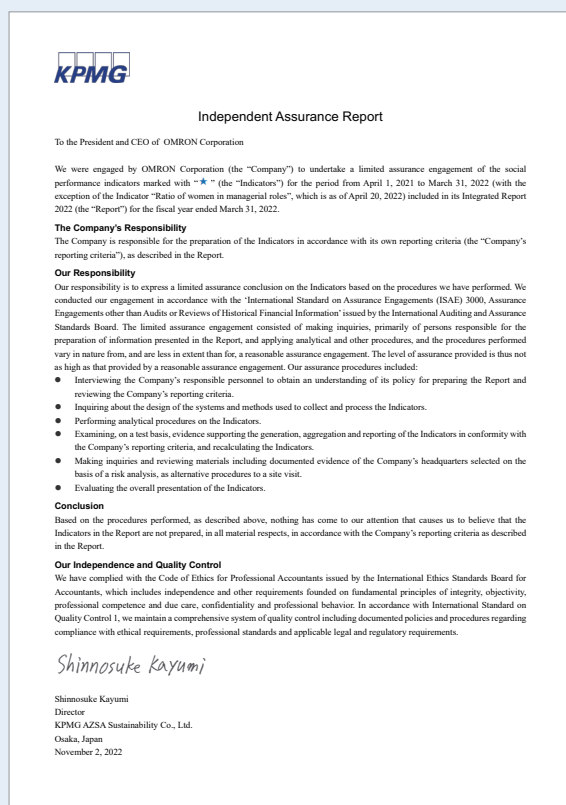 KPMG
Independent Assurance Report
To the President and CEO of OMRON Corporation
We were engaged by OMRON Corporation (the “Company”) to undertake a limited assurance engagement of the social
performance indicators marked with “★” (the “Indicators”) for the period from April 1, 2021 to March 31, 2022 (with the
exception of the Indicator “Ratio of women in managerial roles”, which is as of April 20, 2022) included in its Integrated Report
2022 (the “Report”) for the fiscal year ended March 31, 2022.
The Company’s Responsibility
The Company is responsible for the preparation of the Indicators in accordance with its own reporting criteria (the “Company’s
reporting criteria”), as described in the Report.
Our Responsibility
Our responsibility is to express a limited assurance conclusion on the Indicators based on the procedures we have performed. We
conducted our engagement in accordance with the ‘International Standard on Assurance Engagements (ISAE) 3000, Assurance
Engagements other than Audits or Reviews of Historical Financial Information’ issued by the International Auditing and Assurance
Standards Board. The limited assurance engagement consisted of making inquiries, primarily of persons responsible for the
preparation of information presented in the Report, and applying analytical and other procedures, and the procedures performed
vary in nature from, and are less in extent than for, a reasonable assurance engagement. The level of assurance provided is thus not
as high as that provided by a reasonable assurance engagement. Our assurance procedures included:
● Interviewing the Company’s responsible personnel to obtain an understanding of its policy for preparing the Report and
reviewing the Company’s reporting criteria.
● Inquiring about the design of the systems and methods used to collect and process the Indicators.
● Performing analytical procedures on the Indicators.
● Examining, on a test basis, evidence supporting the generation, aggregation and reporting of the Indicators in conformity with
the Company’s reporting criteria, and recalculating the Indicators.
● Making inquiries and reviewing materials including documented evidence of the Company’s headquarters selected on the
basis of a risk analysis, as alternative procedures to a site visit.
● Evaluating the overall presentation of the Indicators.
Conclusion
Based on the procedures performed, as described above, nothing has come to our attention that causes us to believe that the
Indicators in the Report are not prepared, in all material respects, in accordance with the Company’s reporting criteria as described
in the Report.
Our Independence and Quality Control
We have complied with the Code of Ethics for Professional Accountants issued by the International Ethics Standards Board for
Accountants, which includes independence and other requirements founded on fundamental principles of integrity, objectivity,
professional competence and due care, confidentiality and professional behavior. In accordance with International Standard on
Quality Control 1, we maintain a comprehensive system of quality control including documented policies and procedures regarding
compliance with ethical requirements, professional standards and applicable legal and regulatory requirements.
Shinnosuke Kayumi
Shinnosuke Kayumi
Director
KPMG AZSA Sustainability Co., Ltd.
Osaka, Japan
November 2, 2022